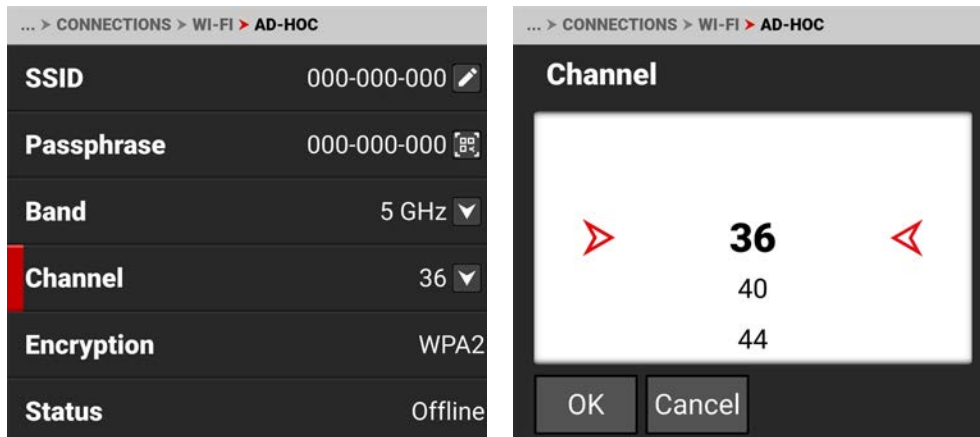 ... > CONNECTIONS > WI-FI > AD-HOC
SSID 000-000-000
Passphrase 000-000-000
Band 5 GHz
Channel 36
Encryption WPA2
Status Offline
... > CONNECTIONS > WI-FI > AD-HOC
Channel
36
40
44
OK Cancel